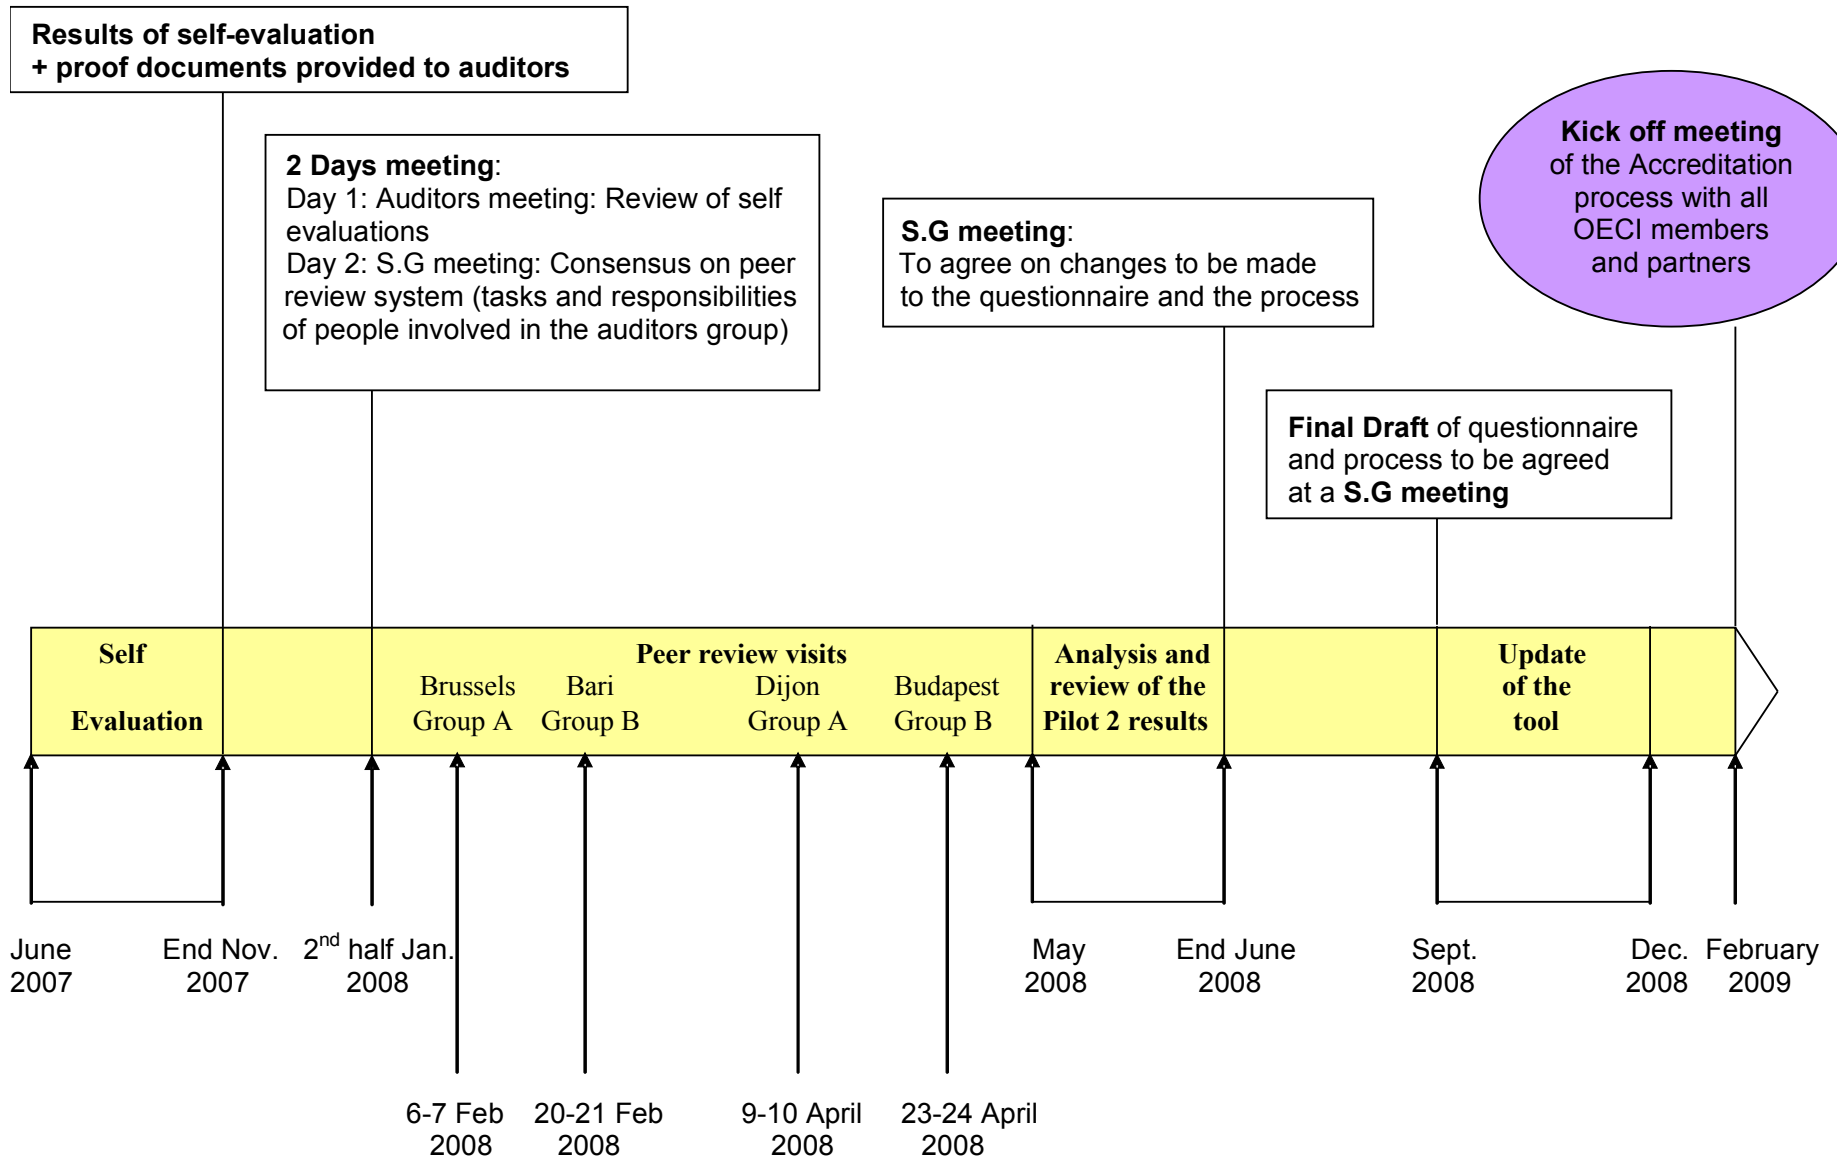 Results of self-evaluation
+ proof documents provided to auditors
2 Days meeting:
Day 1: Auditors meeting: Review of self
evaluations
Day 2: S.G meeting: Consensus on peer
review system (tasks and responsibilities
of people involved in the auditors group)
S.G meeting:
To agree on changes to be made
to the questionnaire and the process
Kick off meeting
of the Accreditation
process with all
OECI members
and partners
Final Draft of questionnaire
and process to be agreed
at a S.G meeting
Self
Evaluation
Peer review visits
Brussels
Group A
Bari
Group B
Dijon
Group A
Budapest
Group B
Analysis and
review of the
Pilot 2 results
Update
of the
tool
June
2007
End Nov.
2007
2nd half Jan.
2008
May
2008
End June
2008
Sept.
2008
Dec.
2008
February
2009
6-7 Feb
2008
20-21 Feb
2008
9-10 April
2008
23-24 April
2008